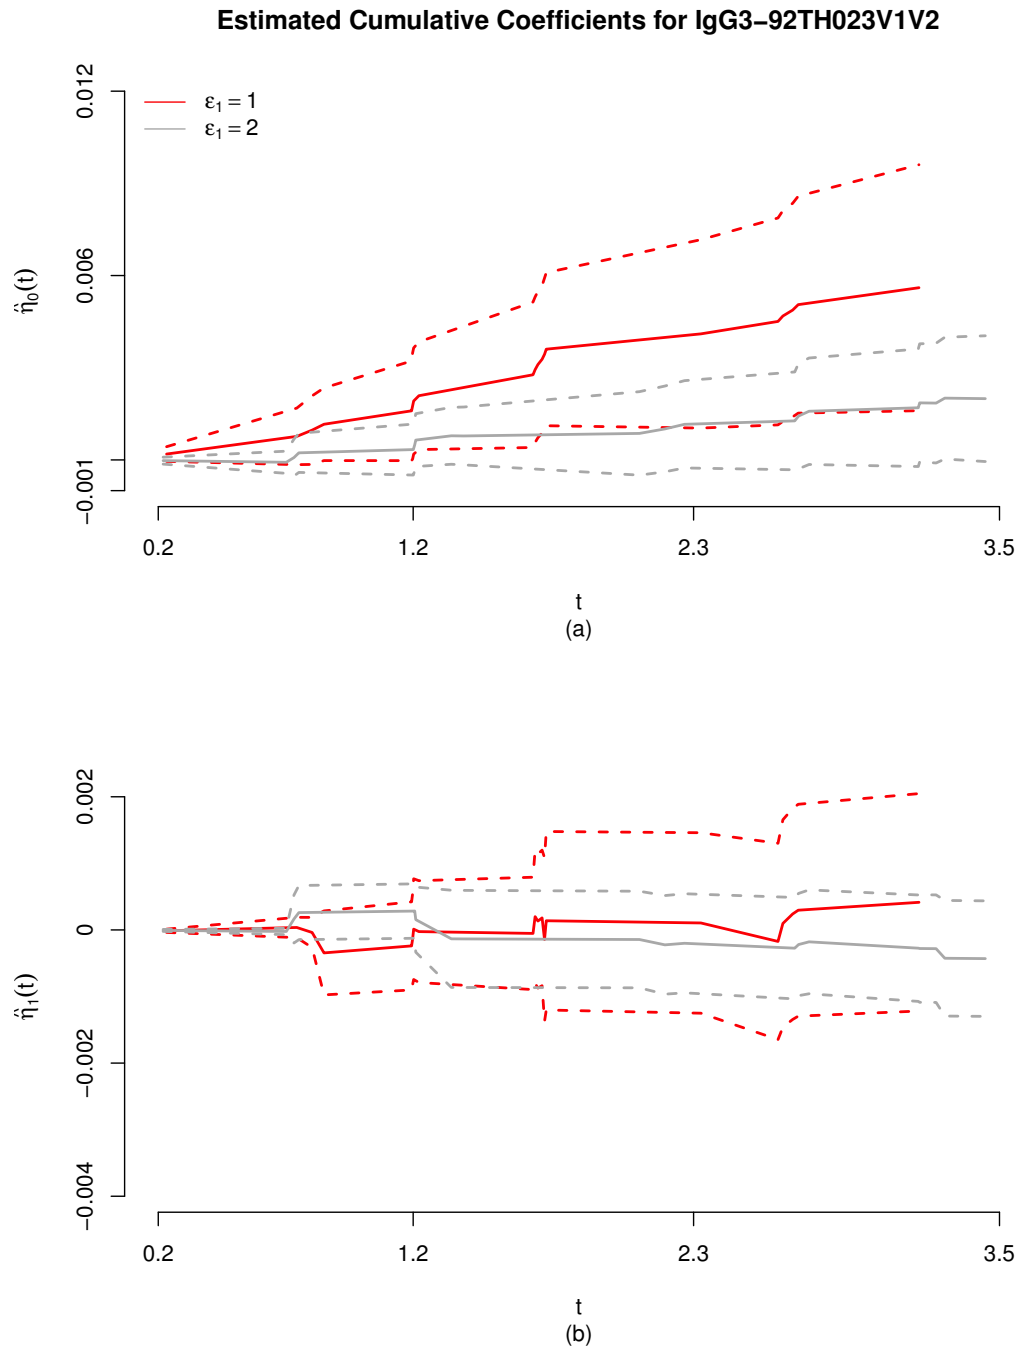 Estimated Cumulative Coefficients for IgG3−92TH023V1V2
0.012
0.006
−0.001
η̂₀(t)
ε₁ = 1
ε₁ = 2
0.2 1.2 2.3 3.5
t
(a)
0.002
0
−0.002
−0.004
η̂₁(t)
0.2 1.2 2.3 3.5
t
(b)